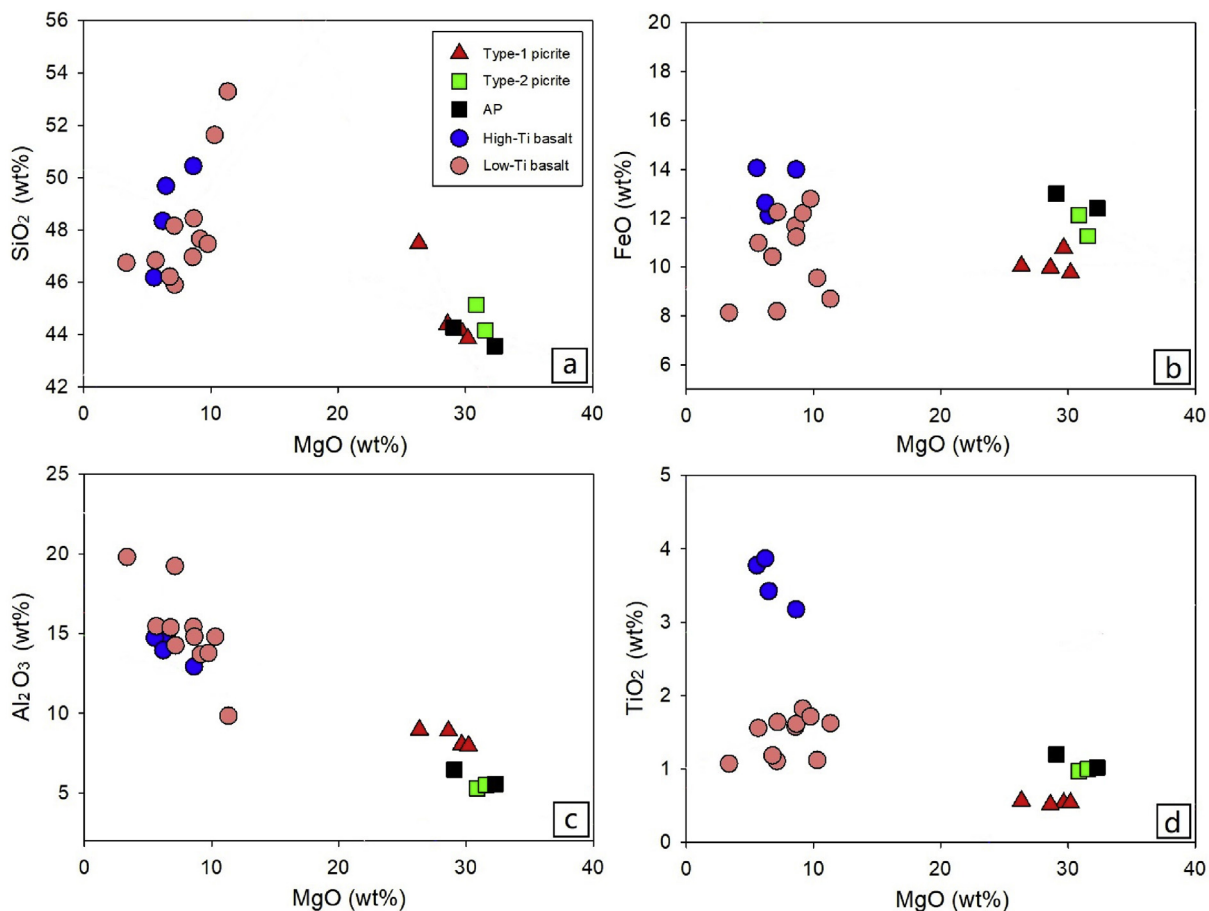 56
54
52
50
48
46
44
42
SiO₂ (wt%)
Type-1 picrite
Type-2 picrite
AP
High-Ti basalt
Low-Ti basalt
a
0 10 20 30 40
MgO (wt%)
20
18
16
14
12
10
8
6
FeO (wt%)
b
0 10 20 30 40
MgO (wt%)
25
20
15
10
5
Al₂O₃ (wt%)
c
0 10 20 30 40
MgO (wt%)
5
4
3
2
1
0
TiO₂ (wt%)
d
0 10 20 30 40
MgO (wt%)